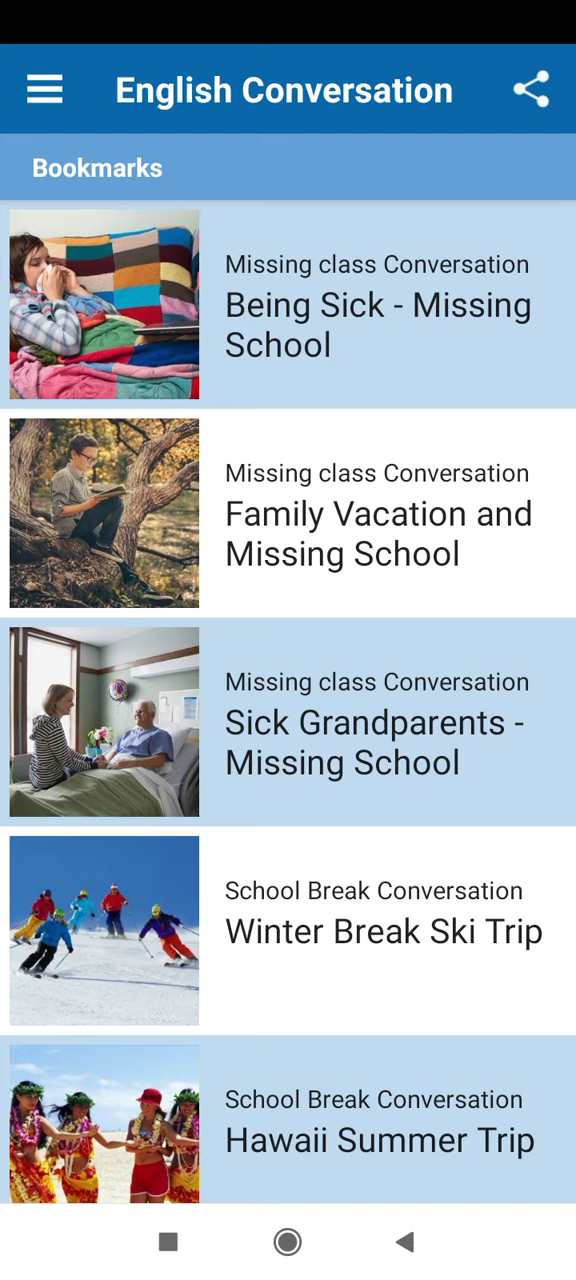 English Conversation
Bookmarks
Missing class Conversation
Being Sick - Missing
School
Missing class Conversation
Family Vacation and
Missing School
Missing class Conversation
Sick Grandparents -
Missing School
School Break Conversation
Winter Break Ski Trip
School Break Conversation
Hawaii Summer Trip